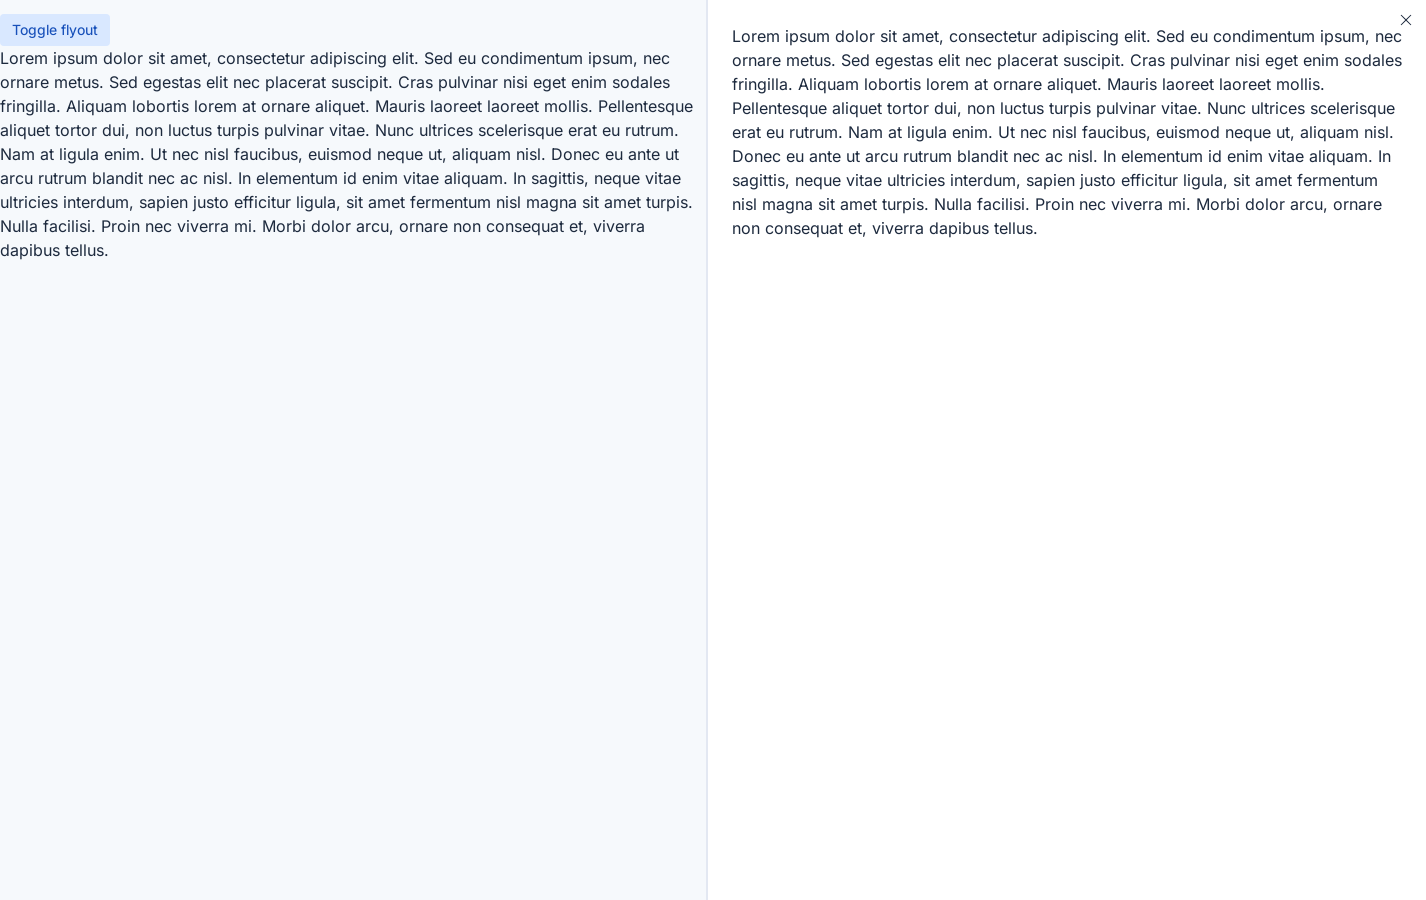 Toggle flyout
Lorem ipsum dolor sit amet, consectetur adipiscing elit. Sed eu condimentum ipsum, nec
ornare metus. Sed egestas elit nec placerat suscipit. Cras pulvinar nisi eget enim sodales
fringilla. Aliquam lobortis lorem at ornare aliquet. Mauris laoreet laoreet mollis. Pellentesque
aliquet tortor dui, non luctus turpis pulvinar vitae. Nunc ultrices scelerisque erat eu rutrum.
Nam at ligula enim. Ut nec nisl faucibus, euismod neque ut, aliquam nisl. Donec eu ante ut
arcu rutrum blandit nec ac nisl. In elementum id enim vitae aliquam. In sagittis, neque vitae
ultricies interdum, sapien justo efficitur ligula, sit amet fermentum nisl magna sit amet turpis.
Nulla facilisi. Proin nec viverra mi. Morbi dolor arcu, ornare non consequat et, viverra
dapibus tellus.
Lorem ipsum dolor sit amet, consectetur adipiscing elit. Sed eu condimentum ipsum, nec
ornare metus. Sed egestas elit nec placerat suscipit. Cras pulvinar nisi eget enim sodales
fringilla. Aliquam lobortis lorem at ornare aliquet. Mauris laoreet laoreet mollis.
Pellentesque aliquet tortor dui, non luctus turpis pulvinar vitae. Nunc ultrices scelerisque
erat eu rutrum. Nam at ligula enim. Ut nec nisl faucibus, euismod neque ut, aliquam nisl.
Donec eu ante ut arcu rutrum blandit nec ac nisl. In elementum id enim vitae aliquam. In
sagittis, neque vitae ultricies interdum, sapien justo efficitur ligula, sit amet fermentum
nisl magna sit amet turpis. Nulla facilisi. Proin nec viverra mi. Morbi dolor arcu, ornare
non consequat et, viverra dapibus tellus.